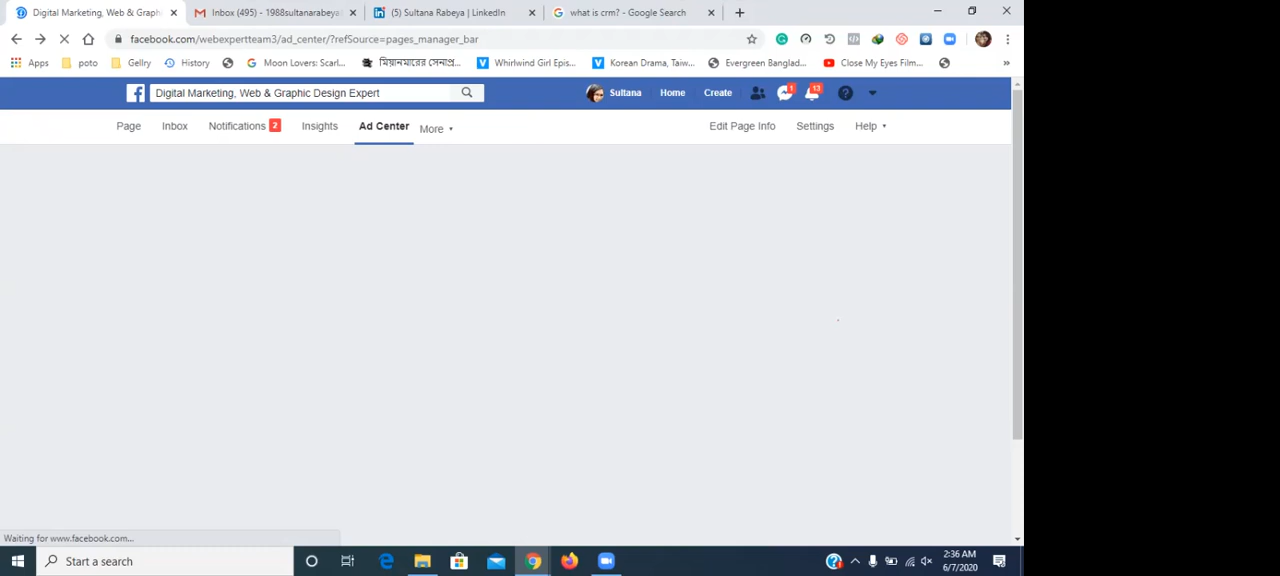 Digital Marketing, Web & Graph
Inbox (495) - 1988sultanarabeya
(5) Sultana Rabeya | LinkedIn
what is crm? - Google Search
facebook.com/webexpertteam3/ad_center/?refSource=pages_manager_bar
Apps poto Gellry History Moon Lovers: Scarl... মিয়ানমারের সেনাপ্র... Whirlwind Girl Epis... Korean Drama, Taiw... Evergreen Banglad... Close My Eyes Film... »
Digital Marketing, Web & Graphic Design Expert Sultana Home Create 1 13
Page Inbox Notifications 2 Insights Ad Center More Edit Page Info Settings Help
Waiting for www.facebook.com...
Start a search
2:36 AM
6/7/2020